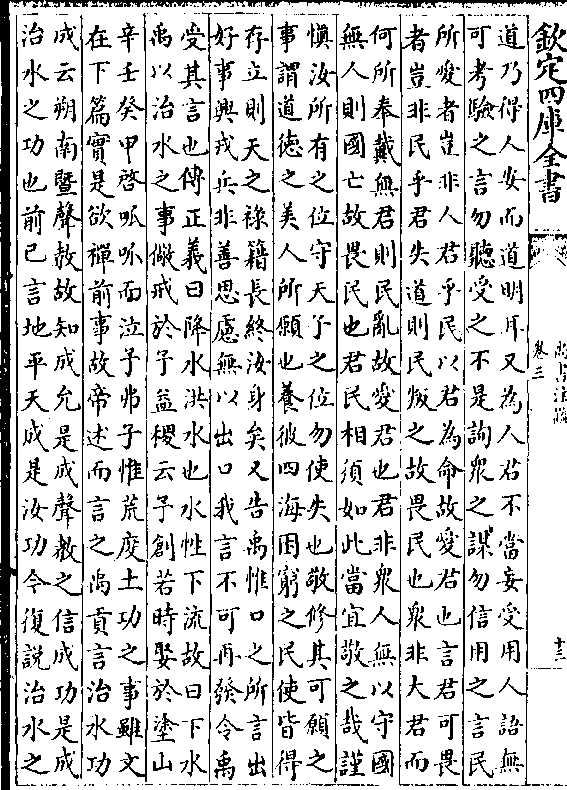 欽定四庫全書
尚書注疏
卷三
十三
道乃得人安而道明耳又為人君不當妄受用人語無
可考驗之言勿聽受之不是詢衆之謀勿信用之言民
所愛者豈非人君乎民以君為命故愛君也言君可畏
者豈非民乎君失道則民叛之故畏民也衆非大君而
何所奉戴無君則民亂故愛君也君非衆人無以守國
無人則國亡故畏民也君民相須如此當宜敬之哉謹
慎汝所有之位守天子之位勿使失也敬修其可願之
事謂道德之美人所願也養彼四海困窮之民使皆得
存立則天之祿籍長終汝身矣又告禹惟口之所言出
好事興戎兵非善思慮無以出口我言不可再發令禹
受其言也傳正義曰降水洪水也水性下流故曰下水
禹以治水之事儆戒於予益稷云予創若時娶於塗山
辛壬癸甲啓呱呱而泣予弗子惟荒度土功之事雖文
在下篇實是欲禪前事故帝述而言之禹貢言治水功
成云朔南暨聲教故知成允是成聲教之信成功是成
治水之功也前已言地平天成是汝功今復說治水之